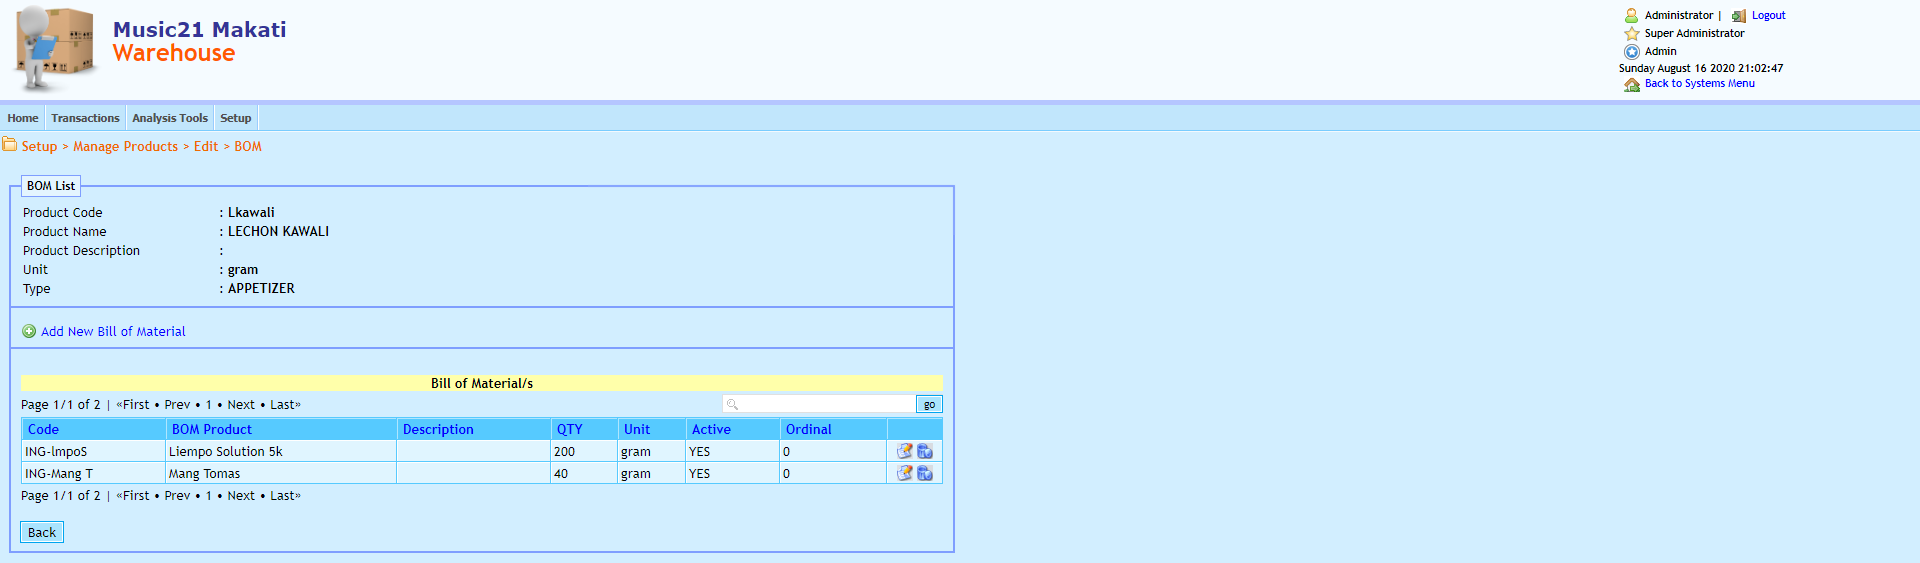 Music21 Makati
Warehouse
Administrator | Logout
Super Administrator
Admin
Sunday August 16 2020 21:02:47
Back to Systems Menu
Home Transactions Analysis Tools Setup
Setup > Manage Products > Edit > BOM
BOM List
Product Code : Lkawali
Product Name : LECHON KAWALI
Product Description :
Unit : gram
Type : APPETIZER
Add New Bill of Material
Bill of Material/s
Page 1/1 of 2 | «First • Prev • 1 • Next • Last» go
Code BOM Product Description QTY Unit Active Ordinal
ING-lmpoS Liempo Solution 5k 200 gram YES 0
ING-Mang T Mang Tomas 40 gram YES 0
Page 1/1 of 2 | «First • Prev • 1 • Next • Last»
Back